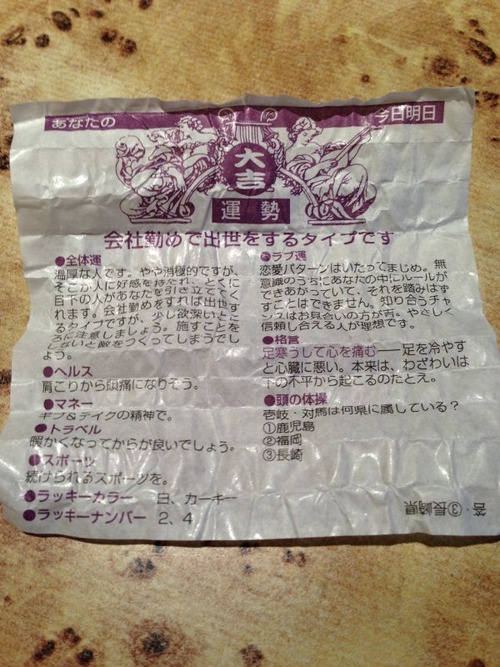 あなたの
今日明日
大吉
運勢
会社勤めで出世をするタイプです
●全体運
温厚な人です。やや消極的ですが、
そこが人に好感を持たれ、とくに
目下の人があなたを引き立ててく
れます。会社勤めをすれば出世す
るタイプですが、少し欲深いとこ
ろに注意しましょう。施すことを
しないと敵をつくってしまうでし
ょう。
●ヘルス
肩こりから頭痛になりそう。
●マネー
ギブ&テイクの精神で。
●トラベル
暖かくなってからが良いでしょう。
●スポーツ
続けられるスポーツを。
●ラッキーカラー 白、カーキー
●ラッキーナンバー 2、4
●ラブ運
恋愛パターンはいたってまじめ。無
意識のうちにあなたの中にルールが
できあがっていて、それを踏みはず
すことはできません。知り合うチャ
ンスはお見合いの方が吉。やさしく
信頼し合える人が理想です。
●格言
足寒うして心を痛む――足を冷やす
と心臓に悪い。本来は、わざわいは
下の不平から起こるのたとえ。
●頭の体操
壱岐・対馬は何県に属している?
①鹿児島
②福岡
③長崎
答・③長崎県